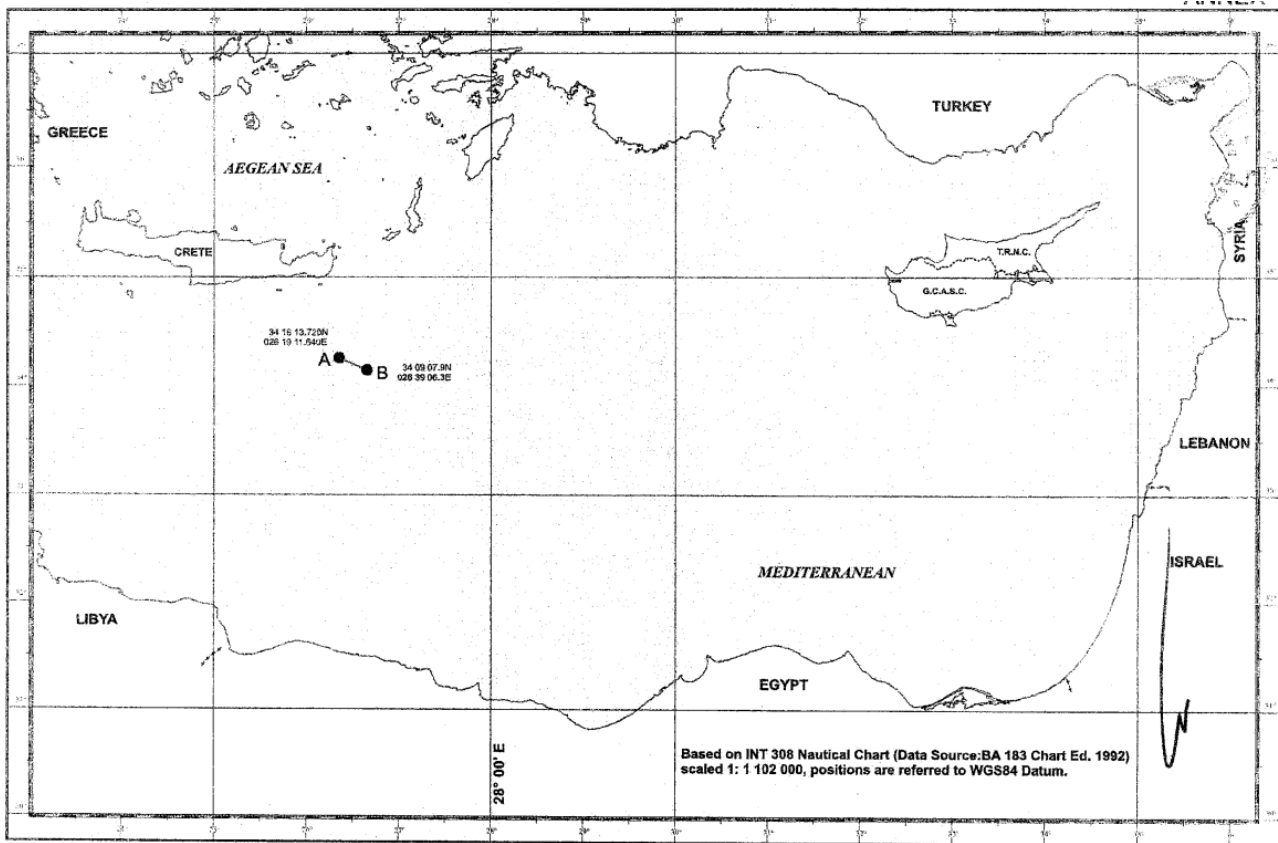 ANNEX
TURKEY
GREECE
AEGEAN SEA
CRETE
T.R.N.C.
G.C.A.S.C.
SYRIA
34 16 13.720N
026 19 11.640E
A
B
34 09 07.9N
026 39 06.3E
LEBANON
ISRAEL
MEDITERRANEAN
LIBYA
EGYPT
28° 00' E
Based on INT 308 Nautical Chart (Data Source:BA 183 Chart Ed. 1992)
scaled 1: 1 102 000, positions are referred to WGS84 Datum.